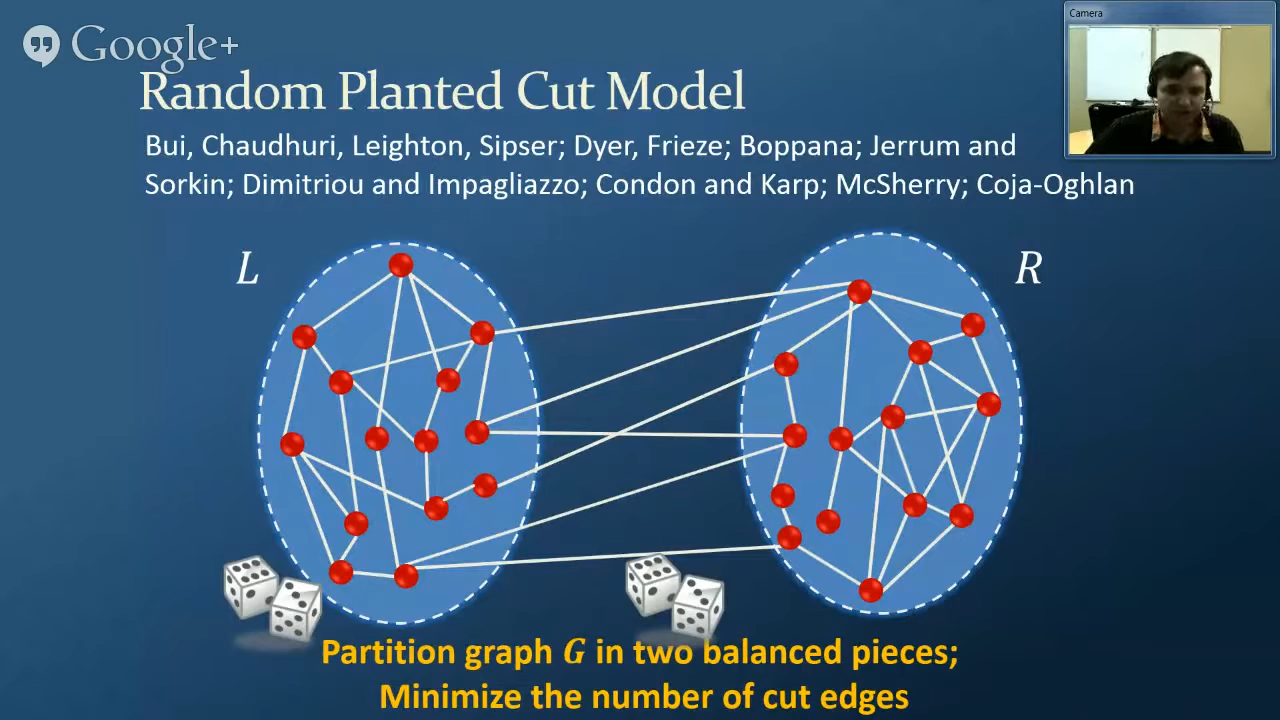 Google+
Camera
Random Planted Cut Model
Bui, Chaudhuri, Leighton, Sipser; Dyer, Frieze; Boppana; Jerrum and
Sorkin; Dimitriou and Impagliazzo; Condon and Karp; McSherry; Coja-Oghlan
L
R
Partition graph G in two balanced pieces;
Minimize the number of cut edges